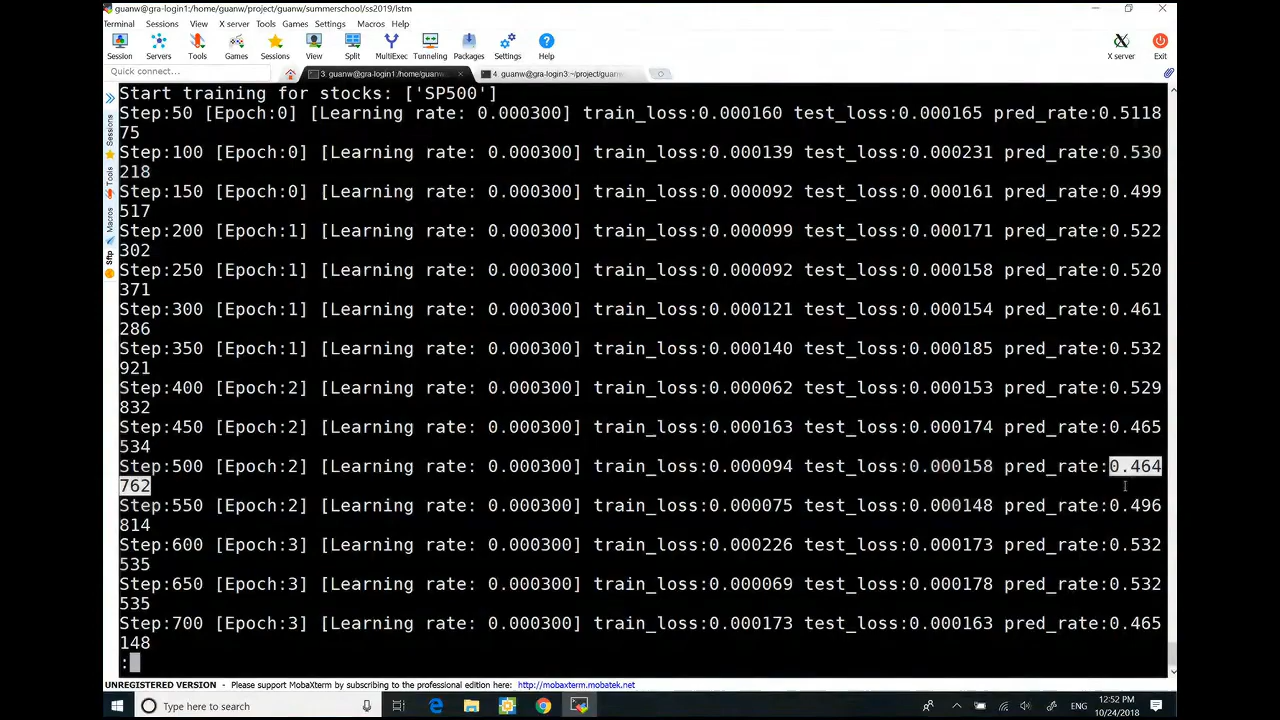 guanw@gra-login1:/home/guanw/project/guanw/summerschool/ss2019/lstm
Terminal Sessions View X server Tools Games Settings Macros Help
Session Servers Tools Games Sessions View Split MultiExec Tunneling Packages Settings Help X server Exit
Quick connect...
3 guanw@gra-login1:/home/guanw
4. guanw@gra-login3:~/project/guanw
Sessions
Tools
Macros
Sftp
Start training for stocks: ['SP500']
Step:50 [Epoch:0] [Learning rate: 0.000300] train_loss:0.000160 test_loss:0.000165 pred_rate:0.5118
75
Step:100 [Epoch:0] [Learning rate: 0.000300] train_loss:0.000139 test_loss:0.000231 pred_rate:0.530
218
Step:150 [Epoch:0] [Learning rate: 0.000300] train_loss:0.000092 test_loss:0.000161 pred_rate:0.499
517
Step:200 [Epoch:1] [Learning rate: 0.000300] train_loss:0.000099 test_loss:0.000171 pred_rate:0.522
302
Step:250 [Epoch:1] [Learning rate: 0.000300] train_loss:0.000092 test_loss:0.000158 pred_rate:0.520
371
Step:300 [Epoch:1] [Learning rate: 0.000300] train_loss:0.000121 test_loss:0.000154 pred_rate:0.461
286
Step:350 [Epoch:1] [Learning rate: 0.000300] train_loss:0.000140 test_loss:0.000185 pred_rate:0.532
921
Step:400 [Epoch:2] [Learning rate: 0.000300] train_loss:0.000062 test_loss:0.000153 pred_rate:0.529
832
Step:450 [Epoch:2] [Learning rate: 0.000300] train_loss:0.000163 test_loss:0.000174 pred_rate:0.465
534
Step:500 [Epoch:2] [Learning rate: 0.000300] train_loss:0.000094 test_loss:0.000158 pred_rate:0.464
762
Step:550 [Epoch:2] [Learning rate: 0.000300] train_loss:0.000075 test_loss:0.000148 pred_rate:0.496
814
Step:600 [Epoch:3] [Learning rate: 0.000300] train_loss:0.000226 test_loss:0.000173 pred_rate:0.532
535
Step:650 [Epoch:3] [Learning rate: 0.000300] train_loss:0.000069 test_loss:0.000178 pred_rate:0.532
535
Step:700 [Epoch:3] [Learning rate: 0.000300] train_loss:0.000173 test_loss:0.000163 pred_rate:0.465
148
:
UNREGISTERED VERSION - Please support MobaXterm by subscribing to the professional edition here: http://mobaxterm.mobatek.net
Type here to search
ENG
12:52 PM
10/24/2018